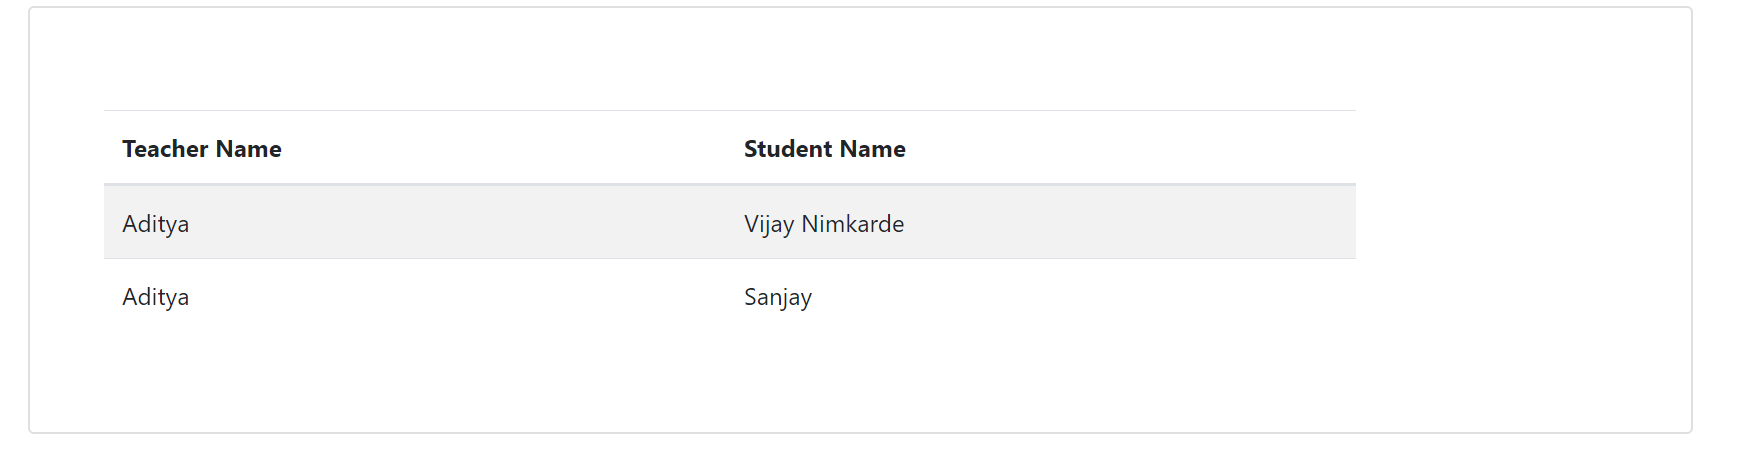 Teacher Name Student Name
Aditya Vijay Nimkarde
Aditya Sanjay